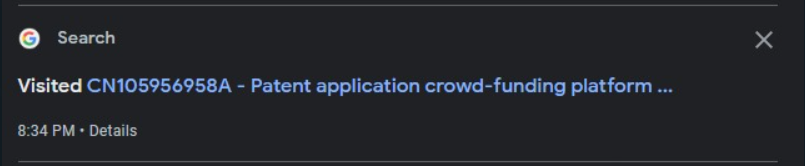 Search
Visited CN105956958A - Patent application crowd-funding platform ...
8:34 PM • Details